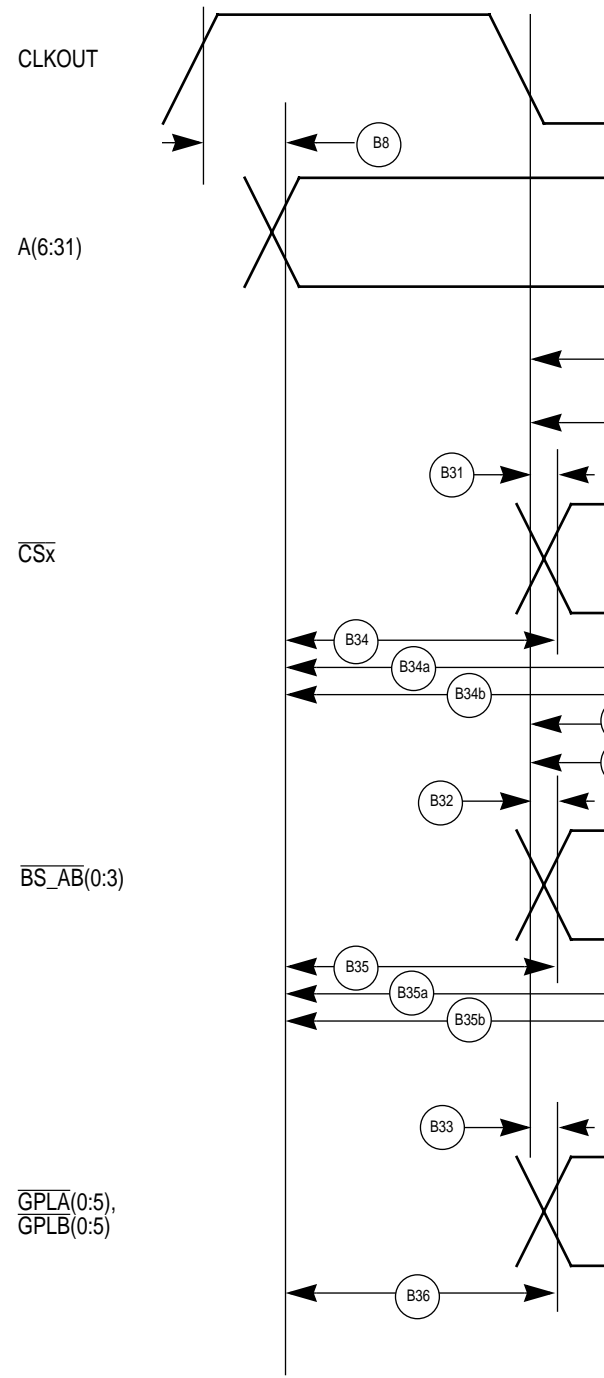 CLKOUT
B8
A(6:31)
B31
CSx
B34
B34a
B34b
B32
BS_AB(0:3)
B35
B35a
B35b
B33
GPLA(0:5),
GPLB(0:5)
B36